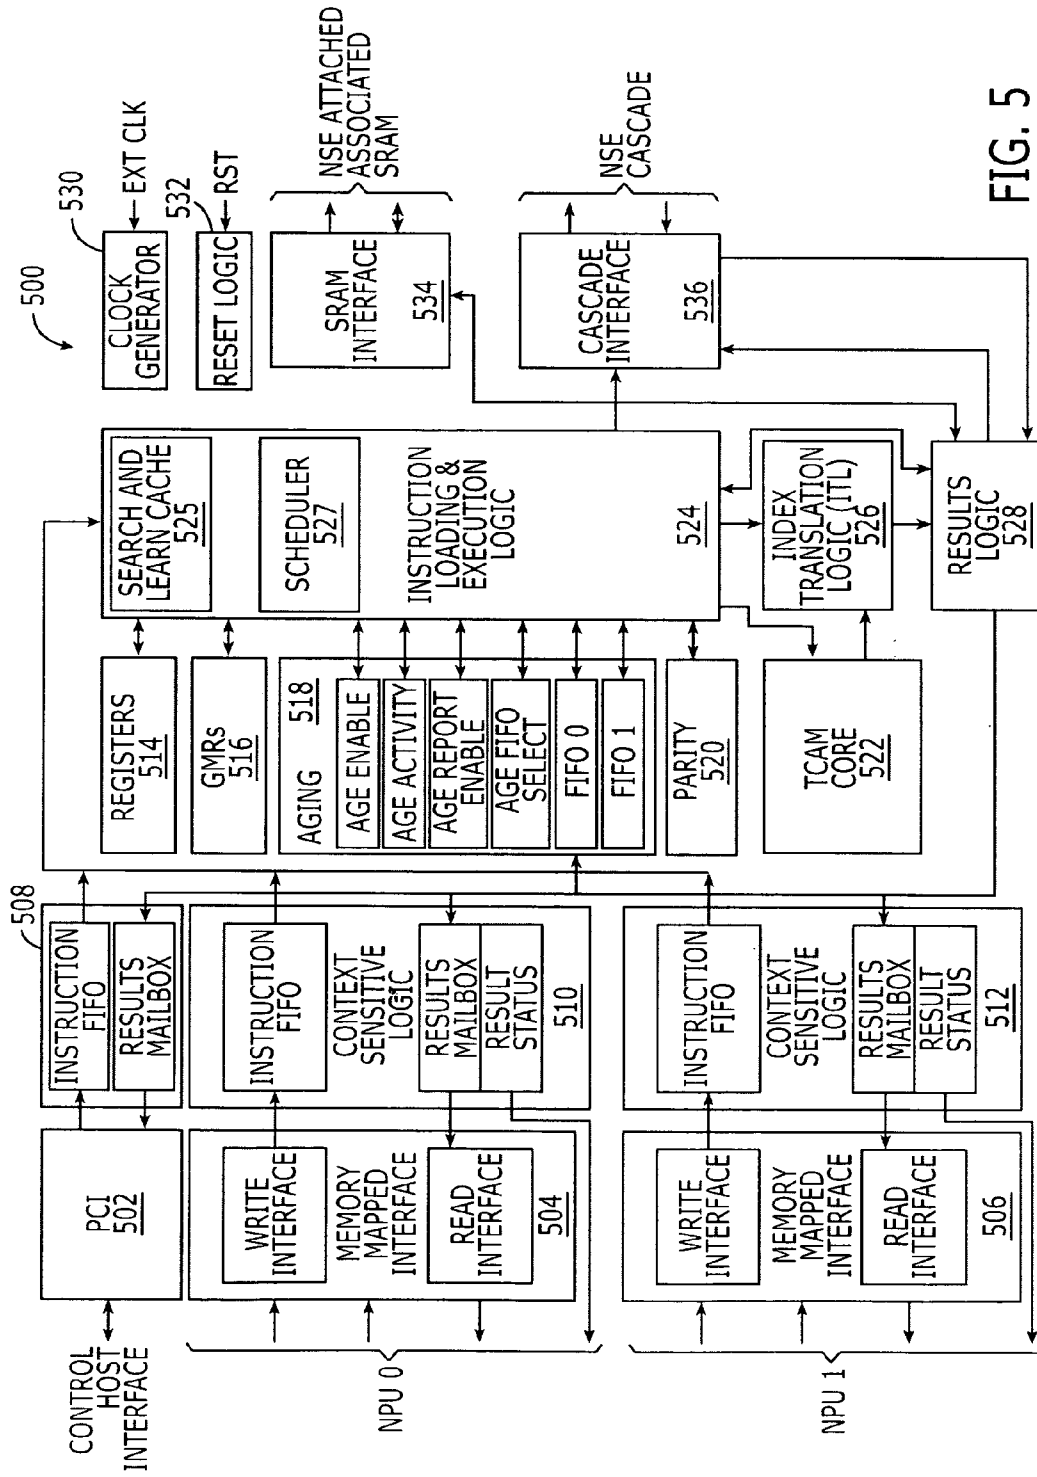 500
530
CLOCK
GENERATOR
EXT CLK
532
RESET LOGIC
RST
SRAM
INTERFACE
534
NSE ATTACHED
ASSOCIATED
SRAM
CASCADE
INTERFACE
536
NSE
CASCADE
SEARCH AND
LEARN CACHE
525
SCHEDULER
527
INSTRUCTION
LOADING &
EXECUTION
LOGIC
524
INDEX
TRANSLATION
LOGIC (ITL)
526
RESULTS
LOGIC
528
REGISTERS
514
GMRs
516
AGING
518
AGE ENABLE
AGE ACTIVITY
AGE REPORT
ENABLE
AGE FIFO
SELECT
FIFO 0
FIFO 1
PARITY
520
TCAM
CORE
522
508
INSTRUCTION
FIFO
RESULTS
MAILBOX
INSTRUCTION
FIFO
CONTEXT
SENSITIVE
LOGIC
RESULTS
MAILBOX
RESULT
STATUS
510
INSTRUCTION
FIFO
CONTEXT
SENSITIVE
LOGIC
RESULTS
MAILBOX
RESULT
STATUS
512
PCI
502
WRITE
INTERFACE
MEMORY
MAPPED
INTERFACE
READ
INTERFACE
504
WRITE
INTERFACE
MEMORY
MAPPED
INTERFACE
READ
INTERFACE
506
CONTROL
HOST
INTERFACE
NPU 0
NPU 1
FIG. 5